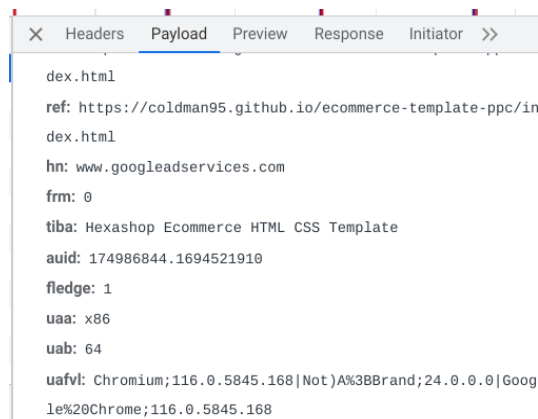 Headers Payload Preview Response Initiator
dex.html
ref: https://coldman95.github.io/ecommerce-template-ppc/in
dex.html
hn: www.googleadservices.com
frm: 0
tiba: Hexashop Ecommerce HTML CSS Template
auid: 174986844.1694521910
fledge: 1
uaa: x86
uab: 64
uafvl: Chromium;116.0.5845.168|Not)A%3BBrand;24.0.0.0|Goog
le%20Chrome;116.0.5845.168